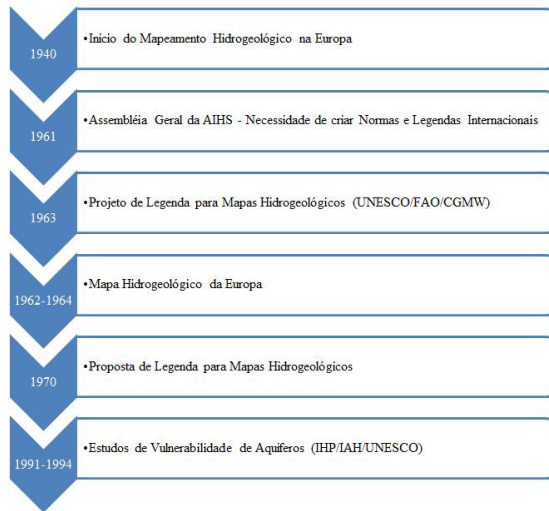 1940
•Início do Mapeamento Hidrogeológico na Europa
1961
•Assembléia Geral da AIHS - Necessidade de criar Normas e Legendas Internacionais
1963
•Projeto de Legenda para Mapas Hidrogeológicos (UNESCO/FAO/CGMW)
1962-1964
•Mapa Hidrogeológico da Europa
1970
•Proposta de Legenda para Mapas Hidrogeológicos
1991-1994
•Estudos de Vulnerabilidade de Aquiferos (IHP/IAH/UNESCO)